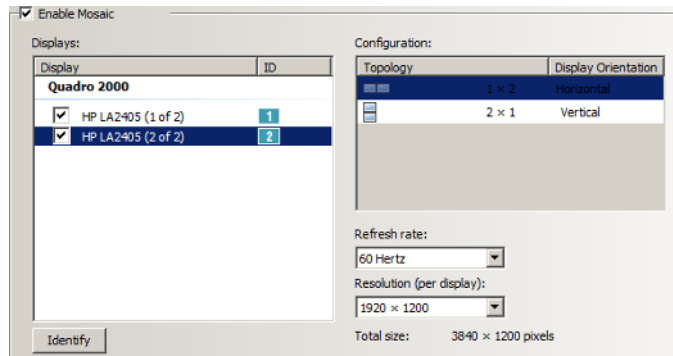 Enable Mosaic
Displays:
Display ID
Quadro 2000
HP LA2405 (1 of 2) 1
HP LA2405 (2 of 2) 2
Identify
Configuration:
Topology Display Orientation
1 × 2 Horizontal
2 × 1 Vertical
Refresh rate:
60 Hertz
Resolution (per display):
1920 × 1200
Total size: 3840 × 1200 pixels